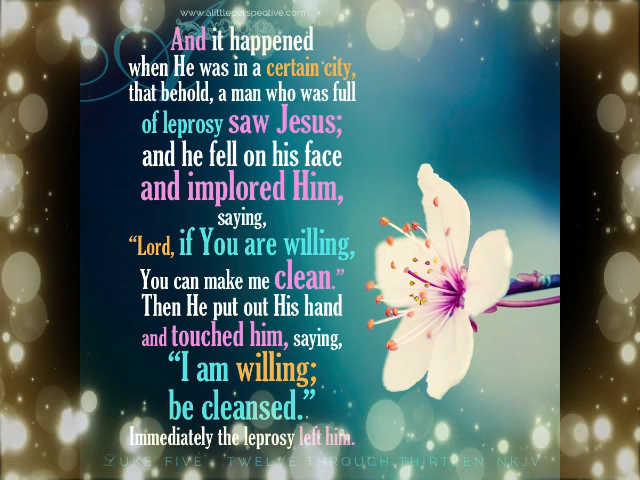 www.alittleperspective.com
And it happened
when He was in a certain city,
that behold, a man who was full
of leprosy saw Jesus;
and he fell on his face
and implored Him,
saying,
“Lord, if You are willing,
You can make me clean.”
Then He put out His hand
and touched him, saying,
“I am willing;
be cleansed.”
Immediately the leprosy left him.
LUKE FIVE TWELVE THROUGH THIRTEEN NKJV